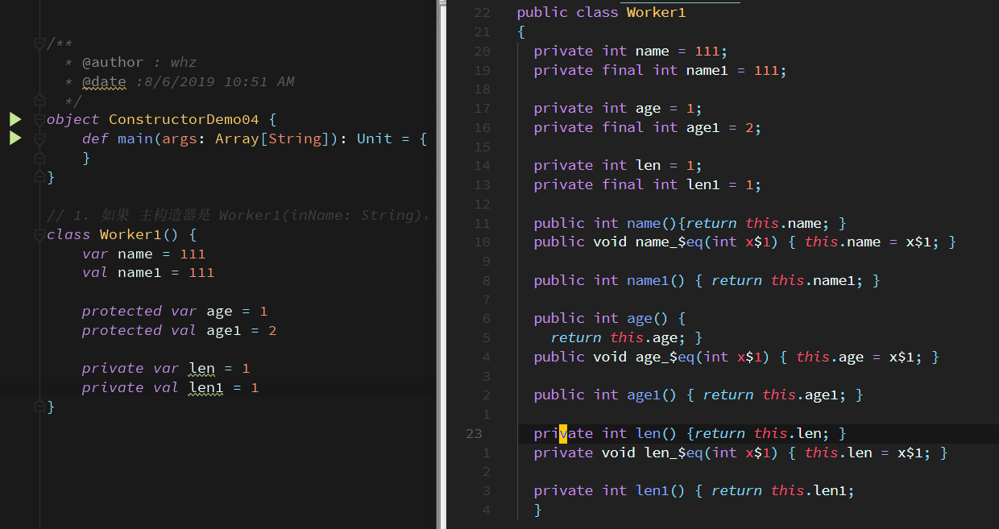 /**
* @author : whz
* @date :8/6/2019 10:51 AM
*/
object ConstructorDemo04 {
def main(args: Array[String]): Unit = {
}
}
// 1. 如果 主构造器是 Worker1(inName: String),
class Worker1() {
var name = 111
val name1 = 111
protected var age = 1
protected val age1 = 2
private var len = 1
private val len1 = 1
}
22 public class Worker1
21 {
20 private int name = 111;
19 private final int name1 = 111;
18
17 private int age = 1;
16 private final int age1 = 2;
15
14 private int len = 1;
13 private final int len1 = 1;
12
11 public int name(){return this.name; }
10 public void name_$eq(int x$1) { this.name = x$1; }
9
8 public int name1() { return this.name1; }
7
6 public int age() {
5 return this.age; }
4 public void age_$eq(int x$1) { this.age = x$1; }
3
2 public int age1() { return this.age1; }
1
23 private int len() {return this.len; }
1 private void len_$eq(int x$1) { this.len = x$1; }
2
3 private int len1() { return this.len1;
4 }